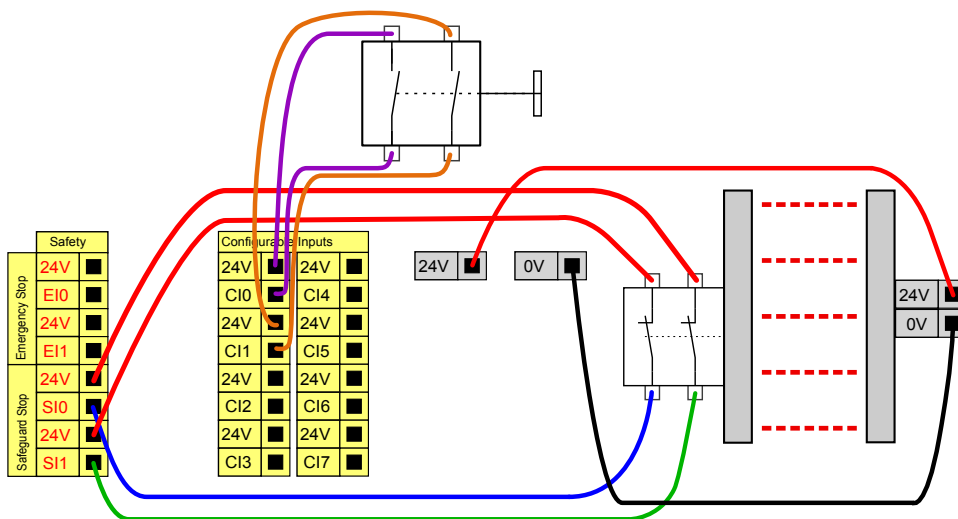 Safety
Emergency Stop
24V
EI0
24V
EI1
Safeguard Stop
24V
SI0
24V
SI1
Configurable Inputs
24V 24V
CI0 CI4
24V 24V
CI1 CI5
24V 24V
CI2 CI6
24V 24V
CI3 CI7
24V
0V
24V
0V